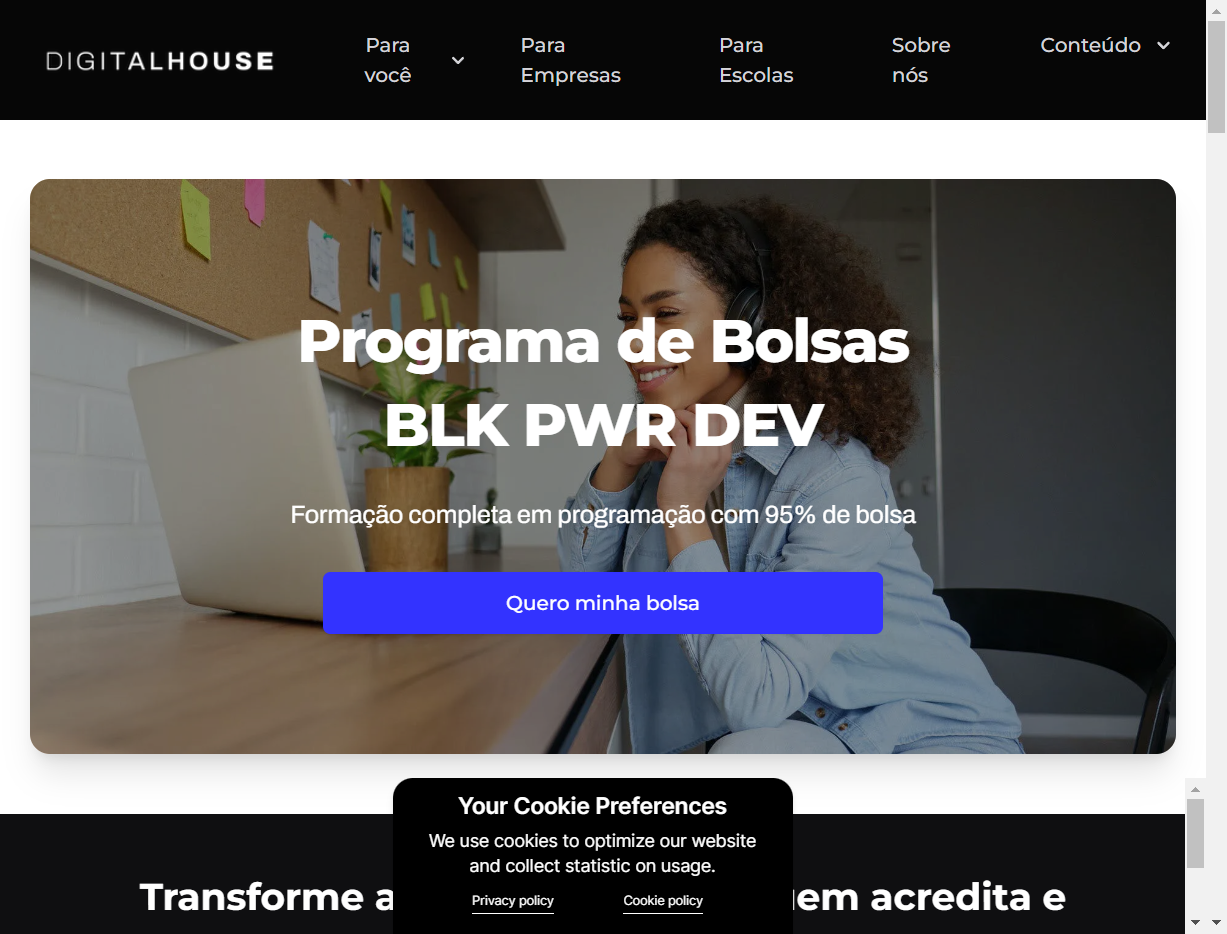 DIGITALHOUSE
Para
você
Para
Empresas
Para
Escolas
Sobre
nós
Conteúdo
Programa de Bolsas
BLK PWR DEV
Formação completa em programação com 95% de bolsa
Quero minha bolsa
Your Cookie Preferences
We use cookies to optimize our website
and collect statistic on usage.
Privacy policy
Cookie policy
Transforme a
em acredita e